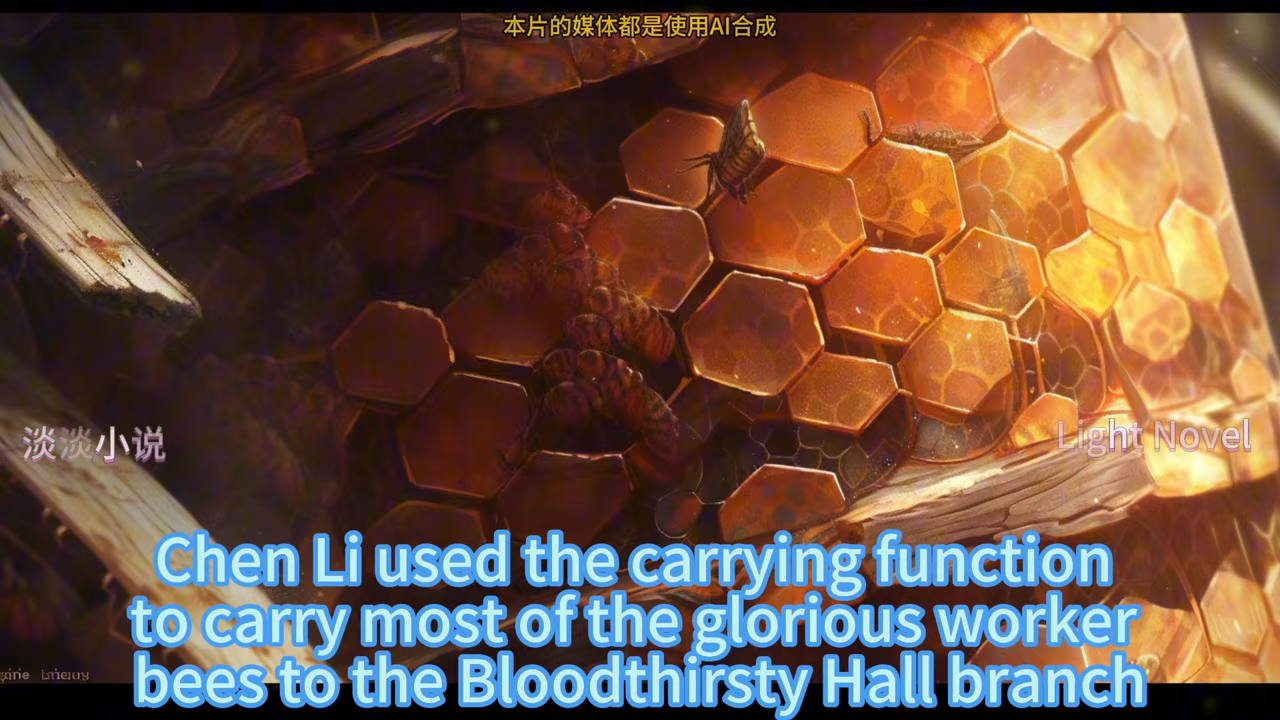 本片的媒体都是使用AI合成
淡淡小说
Light Novel
Chen Li used the carrying function
to carry most of the glorious worker
bees to the Bloodthirsty Hall branch